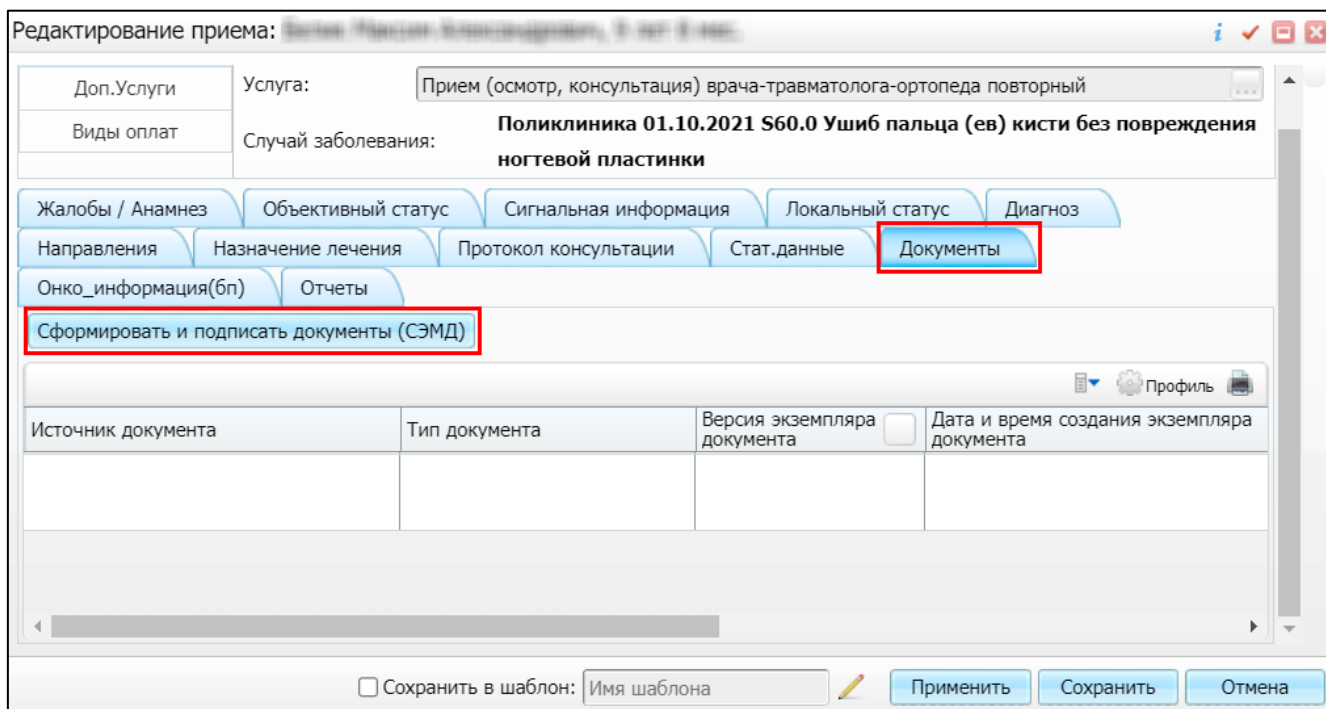 Редактирование приема:
Доп.Услуги
Услуга:
Прием (осмотр, консультация) врача-травматолога-ортопеда повторный
...
Виды оплат
Случай заболевания:
Поликлиника 01.10.2021 S60.0 Ушиб пальца (ев) кисти без повреждения
ногтевой пластинки
Жалобы / Анамнез
Объективный статус
Сигнальная информация
Локальный статус
Диагноз
Направления
Назначение лечения
Протокол консультации
Стат.данные
Документы
Онко_информация(бп)
Отчеты
Сформировать и подписать документы (СЭМД)
Профиль
Источник документа
Тип документа
Версия экземпляра
документа
Дата и время создания экземпляра
документа
Сохранить в шаблон:
Имя шаблона
Применить
Сохранить
Отмена